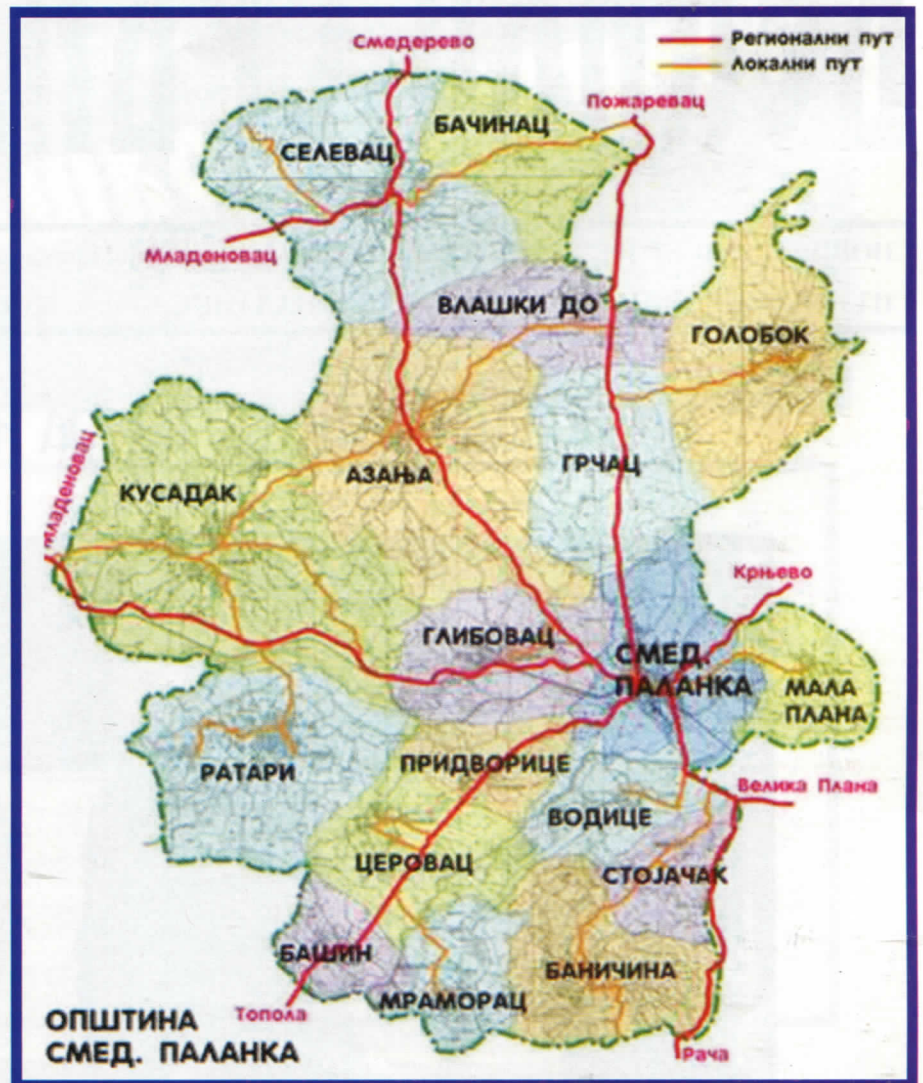 Смедерево
Регионални пут
Локални пут
Пожаревац
БАЧИНАЦ
СЕЛЕВАЦ
Младеновац
ВЛАШКИ ДО
ГОЛОБОК
Младеновац
КУСАДАК
АЗАЊА
ГРЧАЦ
Крњево
ГЛИБОВАЦ
СМЕД.
ПАЛАНКА
МАЛА
ПЛАНА
РАТАРИ
ПРИДВОРИЦЕ
Велика Плана
ВОДИЦЕ
ЦЕРОВАЦ
СТОЈАЧАК
БАШИН
БАНИЧИНА
МРАМОРАЦ
Топола
ОПШТИНА
СМЕД. ПАЛАНКА
Рача